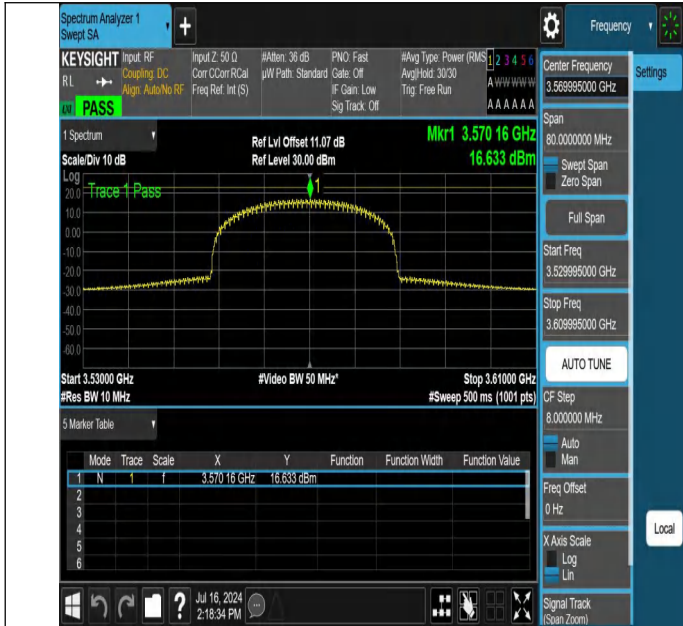 Spectrum Analyzer 1
Swept SA
+
Frequency
KEYSIGHT
Input: RF
Input Z: 50 Ω
#Atten: 36 dB
PNO: Fast
#Avg Type: Power (RMS
1 2 3 4 5 6
RL
Coupling: DC
Corr CCorr RCal
µW Path: Standard
Gate: Off
Avg|Hold: 30/30
A W W W W W
Align: Auto/No RF
Freq Ref: Int (S)
IF Gain: Low
Trig: Free Run
Sig Track: Off
A A A A A A
PASS
Center Frequency
3.569995000 GHz
Settings
Span
80.0000000 MHz
Swept Span
Zero Span
Full Span
Start Freq
3.529995000 GHz
Stop Freq
3.609995000 GHz
AUTO TUNE
CF Step
8.000000 MHz
Auto
Man
Freq Offset
0 Hz
X Axis Scale
Log
Lin
Signal Track
(Span Zoom)
Local
1 Spectrum
Scale/Div 10 dB
Ref Lvl Offset 11.07 dB
Ref Level 30.00 dBm
Mkr1 3.570 16 GHz
16.633 dBm
Log
Trace 1 Pass
1
20.0
10.0
0.00
-10.0
-20.0
-30.0
-40.0
-50.0
-60.0
Start 3.53000 GHz
#Video BW 50 MHz*
Stop 3.61000 GHz
#Res BW 10 MHz
#Sweep 500 ms (1001 pts)
5 Marker Table
Mode Trace Scale X Y Function Function Width Function Value
1 N 1 f 3.570 16 GHz 16.633 dBm
2
3
4
5
6
?
Jul 16, 2024
2:18:34 PM